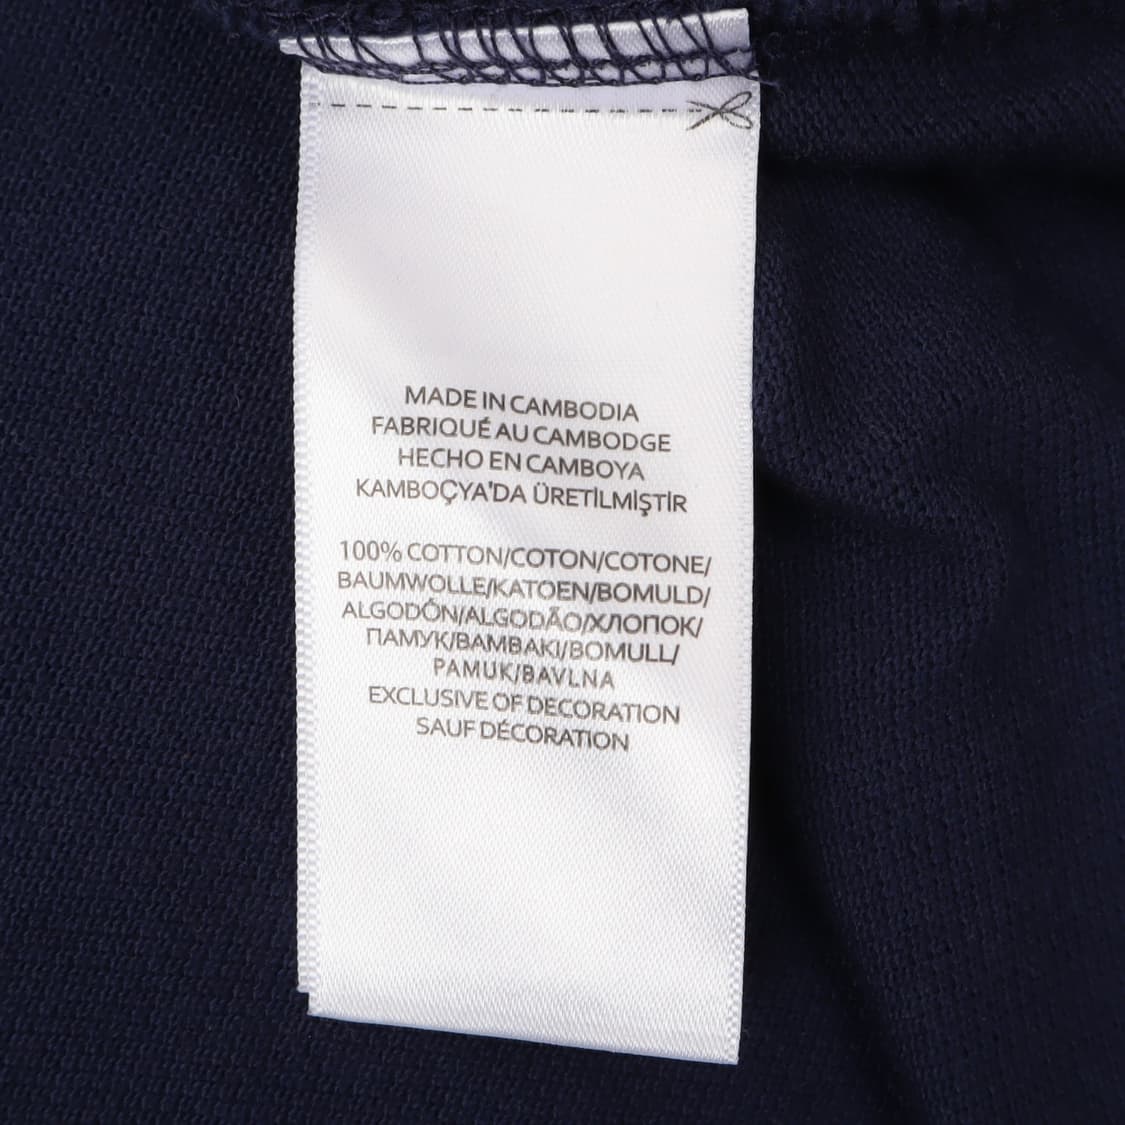 MADE IN CAMBODIA
FABRIQUÉ AU CAMBODGE
HECHO EN CAMBOYA
KAMBOÇYA'DA ÜRETİLMİŞTİR
100% COTTON/COTON/COTONE/
BAUMWOLLE/KATOEN/BOMULD/
ALGODÓN/ALGODÃO/ХЛОПОК/
ПАМУК/BAMBAKI/BOMULL/
PAMUK/BAVLNA
EXCLUSIVE OF DECORATION
SAUF DÉCORATION